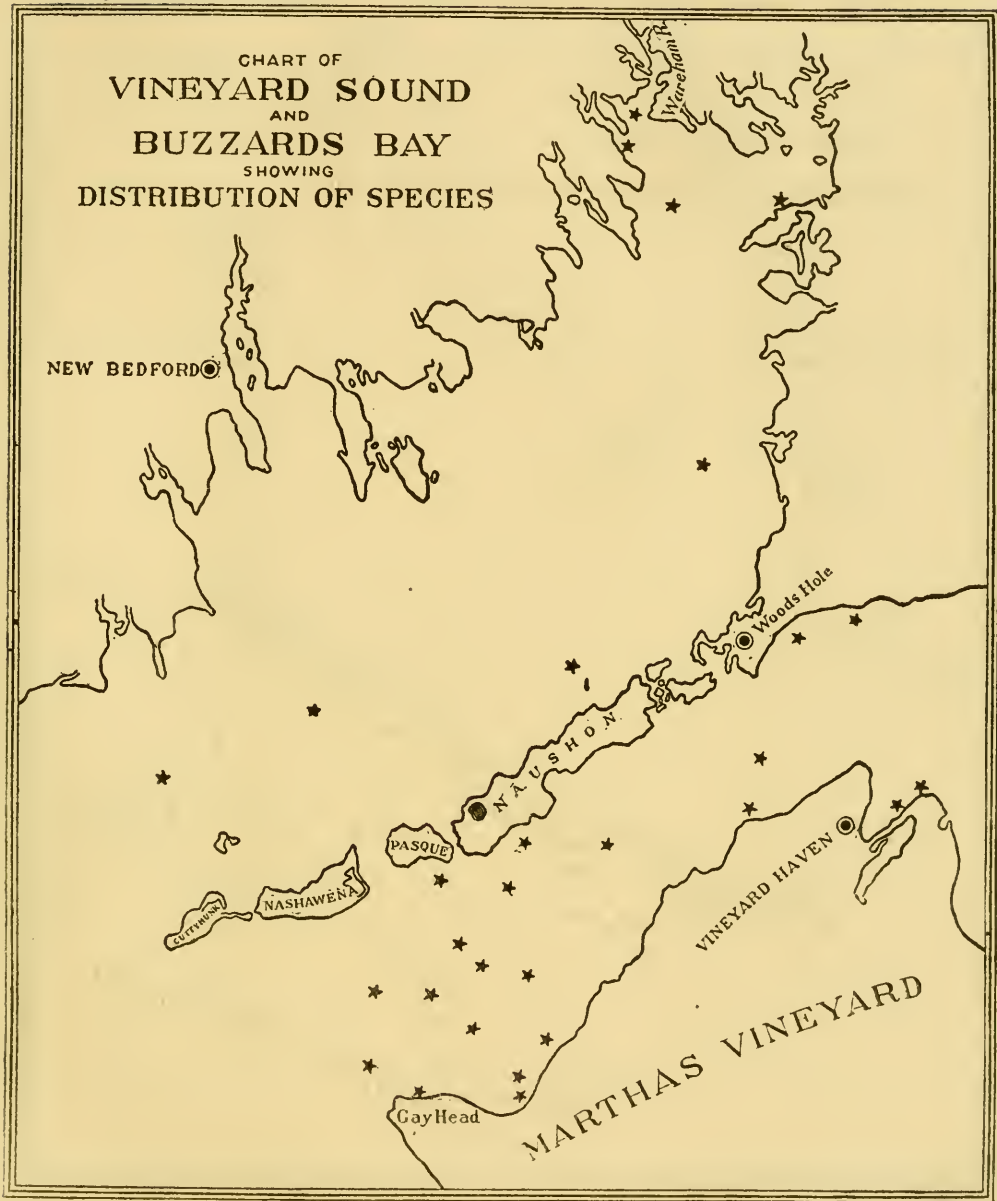 CHART OF
VINEYARD SOUND
AND
BUZZARDS BAY
SHOWING
DISTRIBUTION OF SPECIES
Wareham R.
NEW BEDFORD
Woods Hole
NAUSHON
PASQUE
NASHAWENA
CUTTYHUNK
VINEYARD HAVEN
MARTHAS VINEYARD
Gay Head